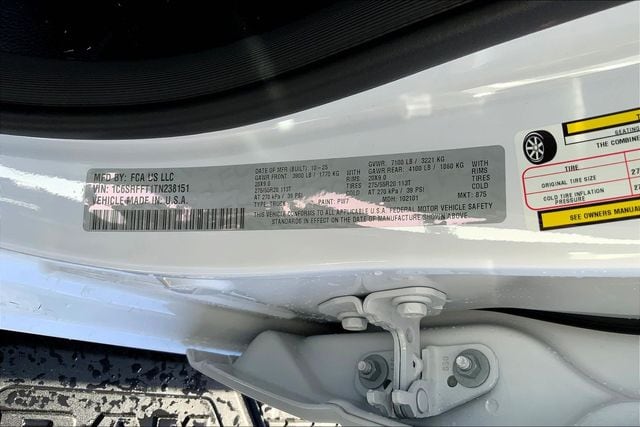 MFD BY: FCA US LLC
VIN: 1C6SRFFT1TN238151
VEHICLE MADE IN: U.S.A.
DATE OF MFR (BUILT): 10-25
GAWR FRONT: 3900 LB / 1770 KG WITH
20X9.0 RIMS
275/55R20 113T TIRES
AT 270 kPa / 39 PSI COLD
TYPE: TRUCK PAINT: PW7 MDH: 102101 MKT: 875
GVWR: 7100 LB / 3221 KG
GAWR REAR: 4100 LB / 1860 KG WITH
20X9.0 RIMS
275/55R20 113T TIRES
AT 270 kPa / 39 PSI COLD
THIS VEHICLE CONFORMS TO ALL APPLICABLE U.S.A. FEDERAL MOTOR VEHICLE SAFETY
STANDARDS IN EFFECT ON THE DATE OF MANUFACTURE SHOWN ABOVE
SEATING
THE COMBINE
TIRE
ORIGINAL TIRE SIZE 27
COLD TIRE INFLATION
PRESSURE 27
SEE OWNERS MANUAL